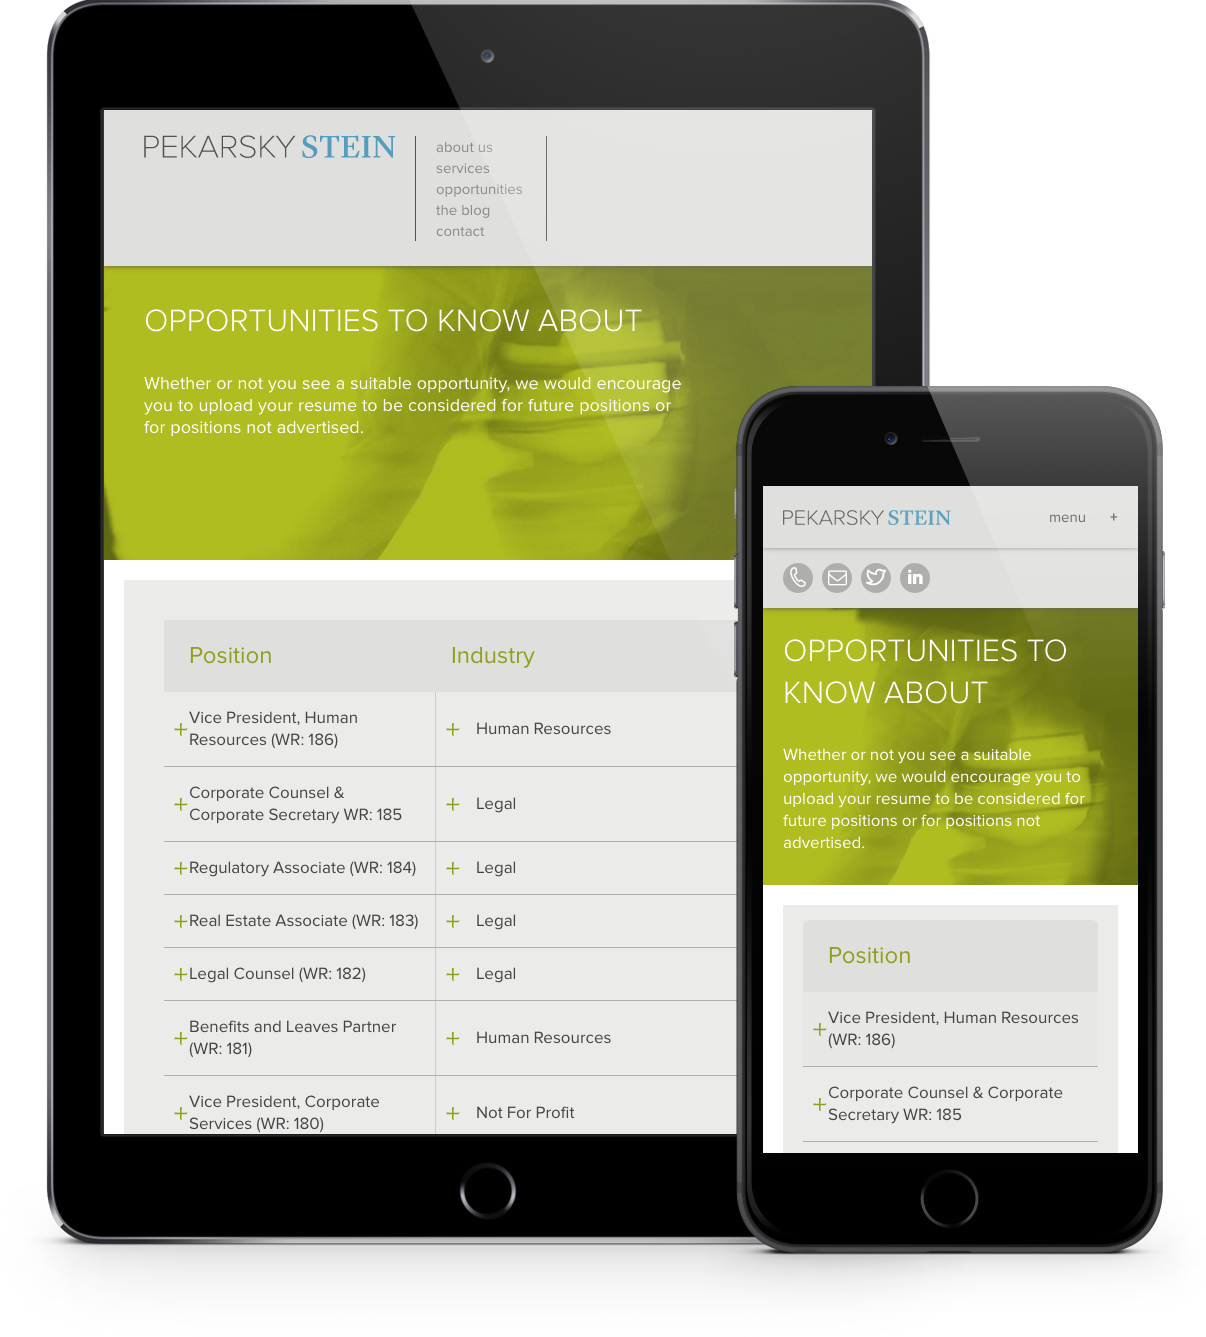 PEKARSKY STEIN
about us
services
opportunities
the blog
contact
OPPORTUNITIES TO KNOW ABOUT
Whether or not you see a suitable opportunity, we would encourage
you to upload your resume to be considered for future positions or
for positions not advertised.
Position Industry
+ Vice President, Human
Resources (WR: 186)
+ Human Resources
+ Corporate Counsel &
Corporate Secretary WR: 185
+ Legal
+ Regulatory Associate (WR: 184) + Legal
+ Real Estate Associate (WR: 183) + Legal
+ Legal Counsel (WR: 182) + Legal
+ Benefits and Leaves Partner
(WR: 181)
+ Human Resources
+ Vice President, Corporate
Services (WR: 180)
+ Not For Profit
PEKARSKY STEIN menu +
in
OPPORTUNITIES TO
KNOW ABOUT
Whether or not you see a suitable
opportunity, we would encourage you to
upload your resume to be considered for
future positions or for positions not
advertised.
Position
+ Vice President, Human Resources
(WR: 186)
+ Corporate Counsel & Corporate
Secretary WR: 185